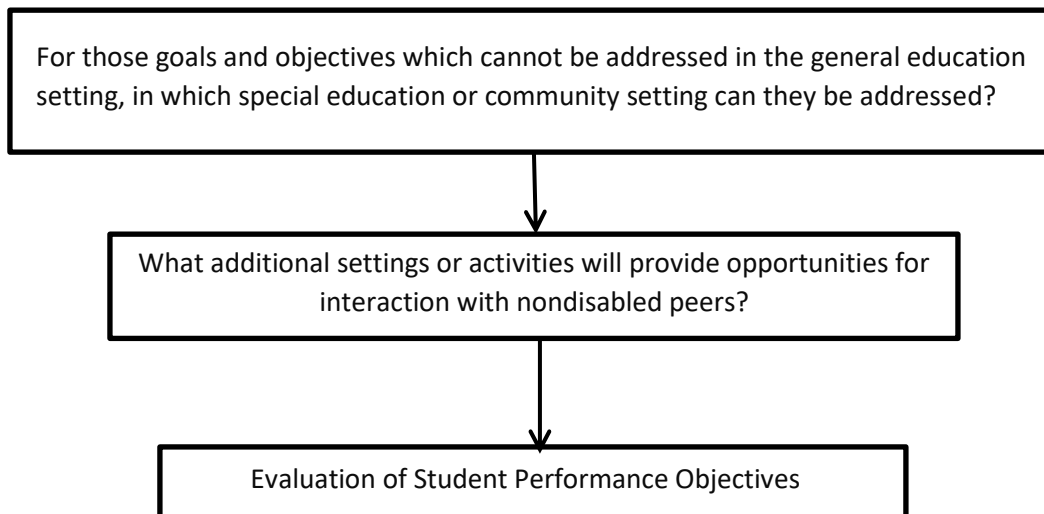 For those goals and objectives which cannot be addressed in the general education
setting, in which special education or community setting can they be addressed?
What additional settings or activities will provide opportunities for
interaction with nondisabled peers?
Evaluation of Student Performance Objectives